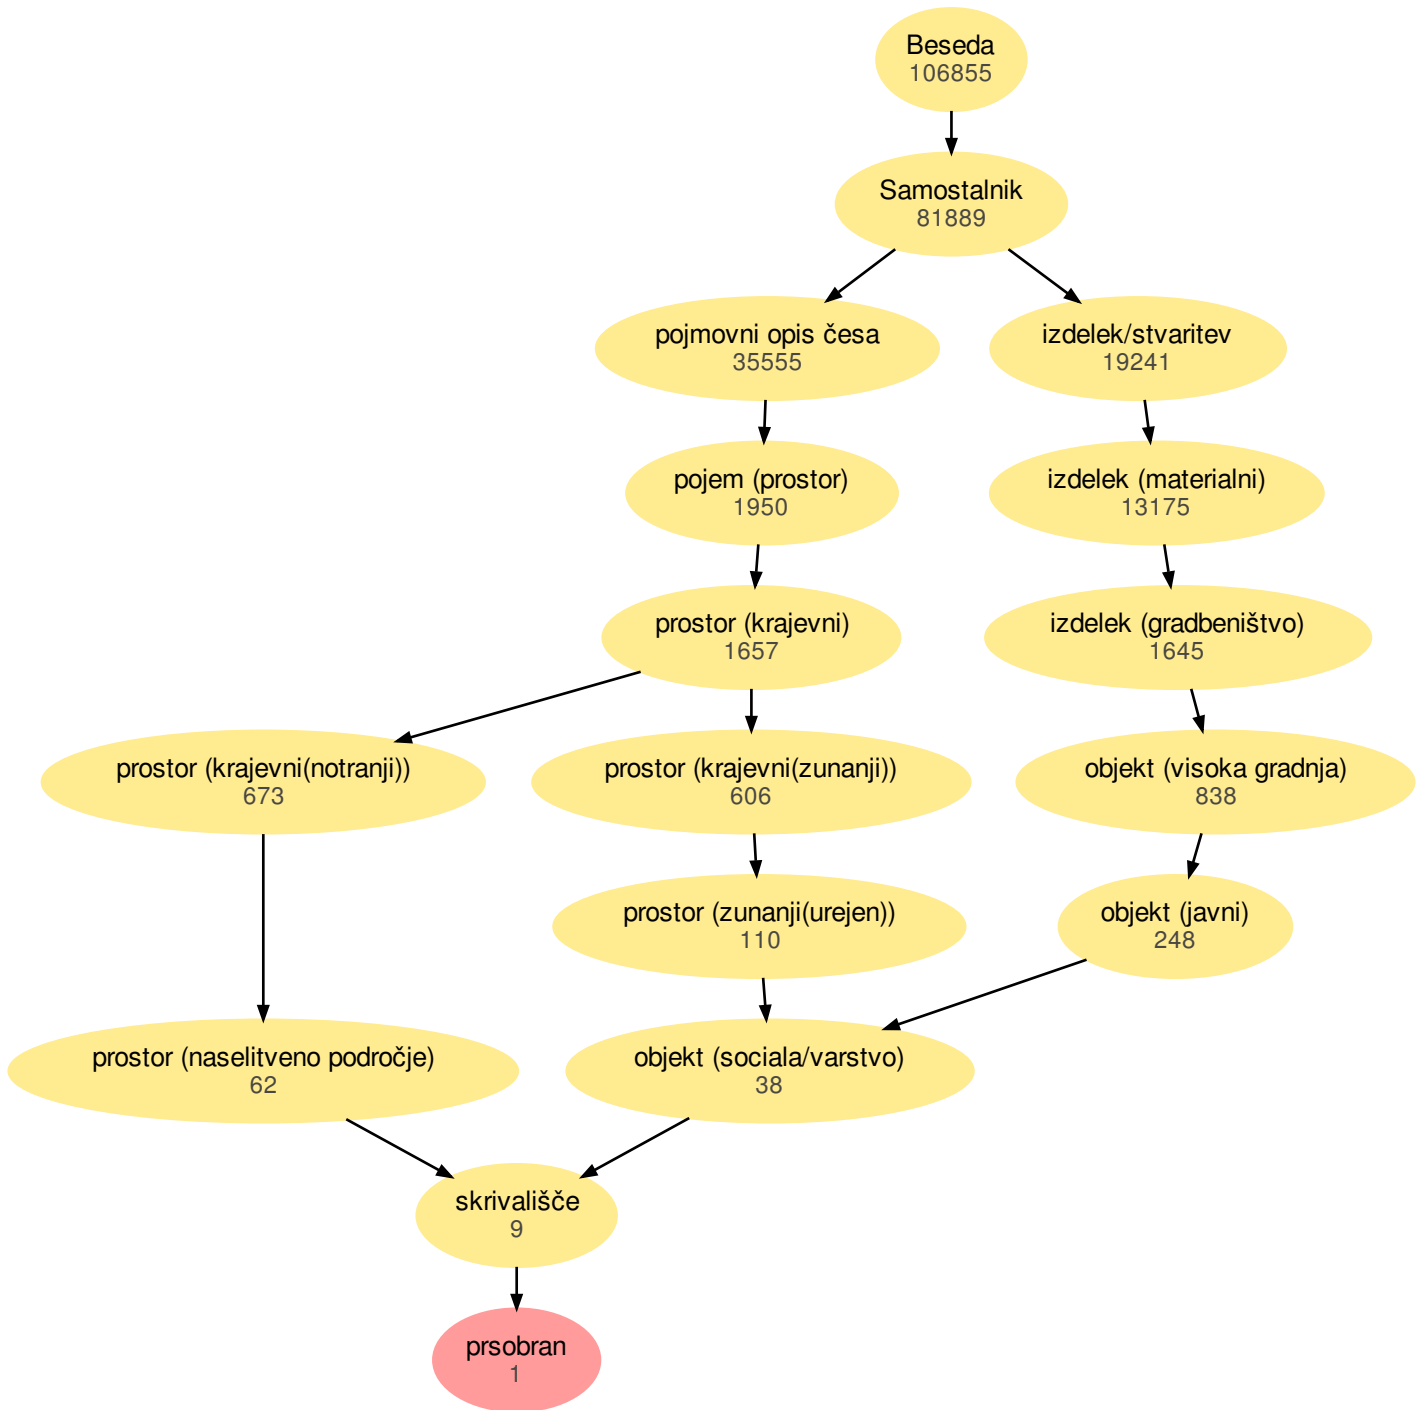 Beseda
106855
Samostalnik
81889
pojmovni opis česa
35555
izdelek/stvaritev
19241
pojem (prostor)
1950
izdelek (materialni)
13175
prostor (krajevni)
1657
izdelek (gradbeništvo)
1645
prostor (krajevni(notranji))
673
prostor (krajevni(zunanji))
606
objekt (visoka gradnja)
838
prostor (zunanji(urejen))
110
objekt (javni)
248
prostor (naselitveno področje)
62
objekt (sociala/varstvo)
38
skrivališče
9
prsobran
1